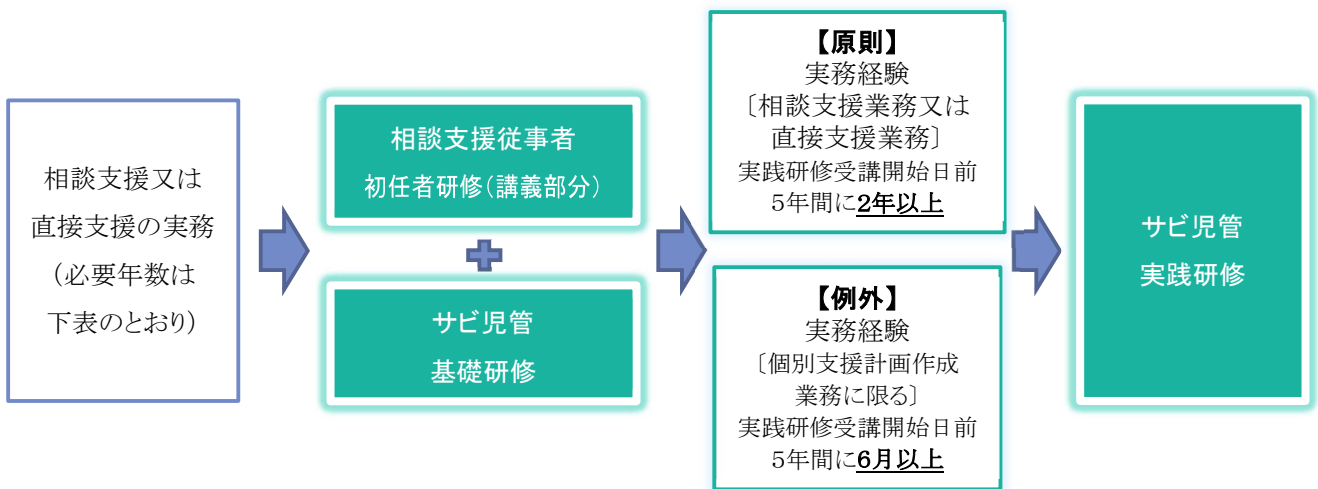 相談支援又は
直接支援の実務
（必要年数は
下表のとおり）
相談支援従事者
初任者研修（講義部分）
サビ児管
基礎研修
【原則】
実務経験
〔相談支援業務又は
直接支援業務〕
実践研修受講開始日前
5年間に2年以上
【例外】
実務経験
〔個別支援計画作成
業務に限る〕
実践研修受講開始日前
5年間に6月以上
サビ児管
実践研修